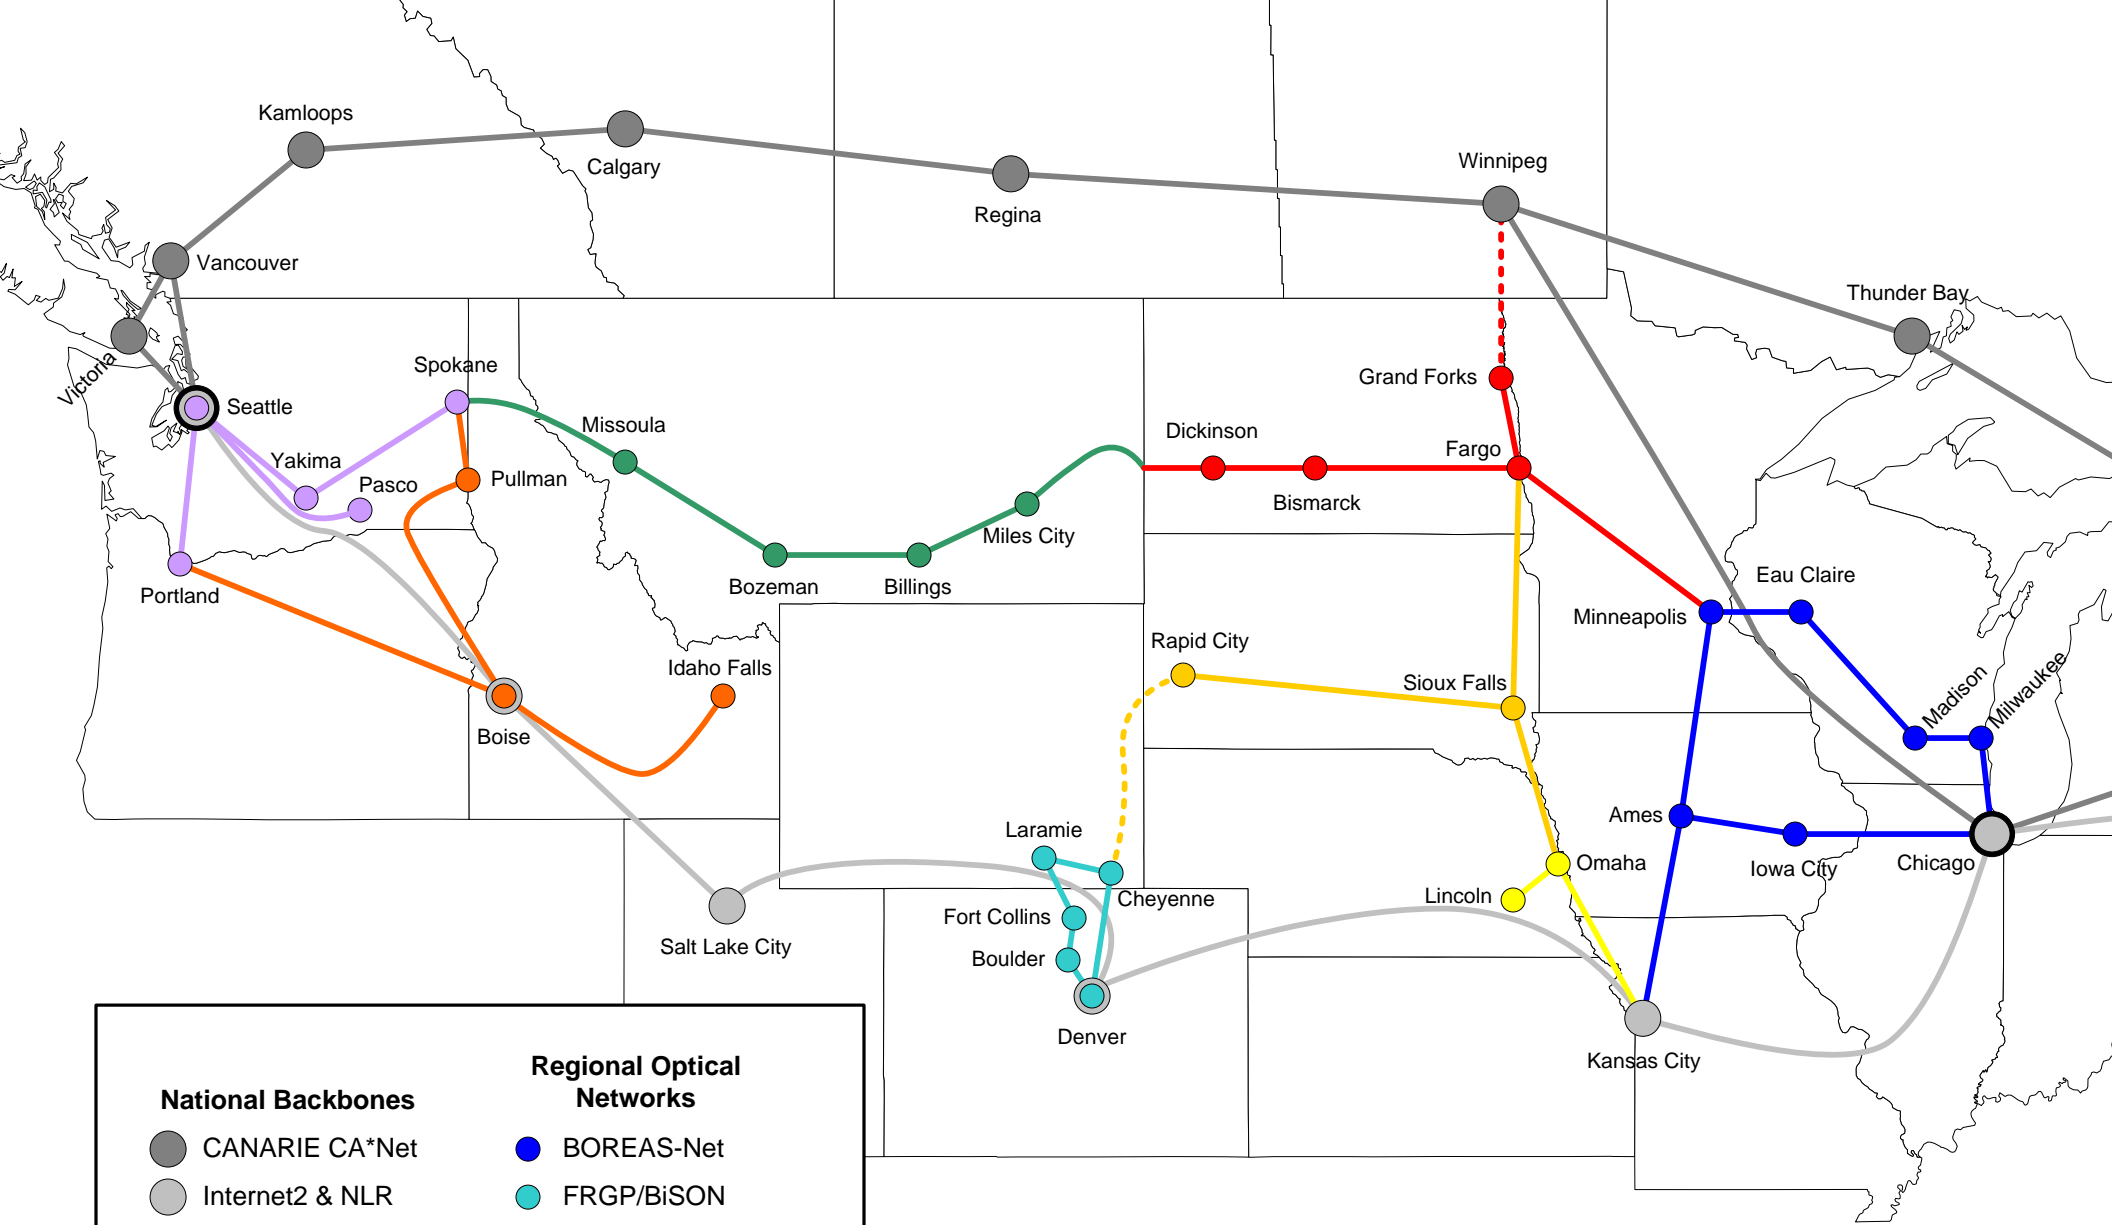 Kamloops
Calgary
Winnipeg
Regina
Vancouver
Thunder Bay
Victoria
Spokane
Grand Forks
Seattle
Missoula
Dickinson
Fargo
Yakima
Pasco
Pullman
Bismarck
Miles City
Bozeman
Billings
Eau Claire
Portland
Minneapolis
Rapid City
Idaho Falls
Sioux Falls
Madison
Milwaukee
Boise
Laramie
Ames
Omaha
Iowa City
Chicago
Cheyenne
Lincoln
Fort Collins
Salt Lake City
Boulder
Denver
Kansas City
National Backbones
CANARIE CA*Net
Internet2 & NLR
Regional Optical
Networks
BOREAS-Net
FRGP/BiSON